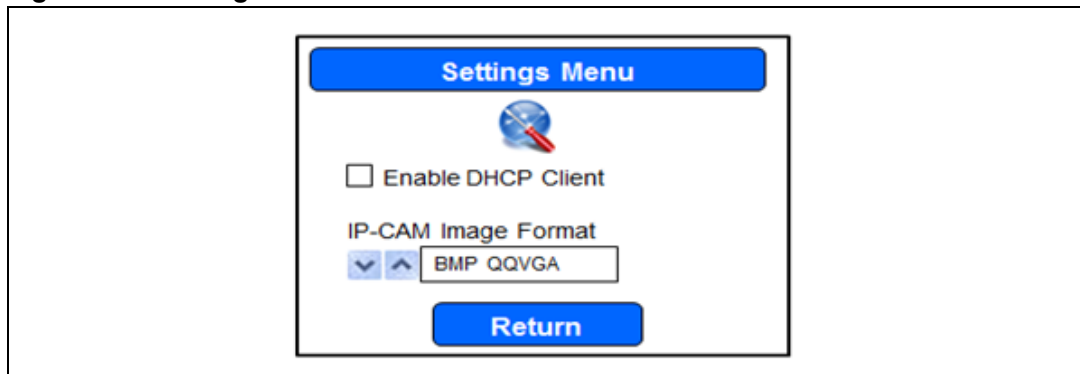 Settings Menu
Enable DHCP Client
IP-CAM Image Format
BMP QQVGA
Return